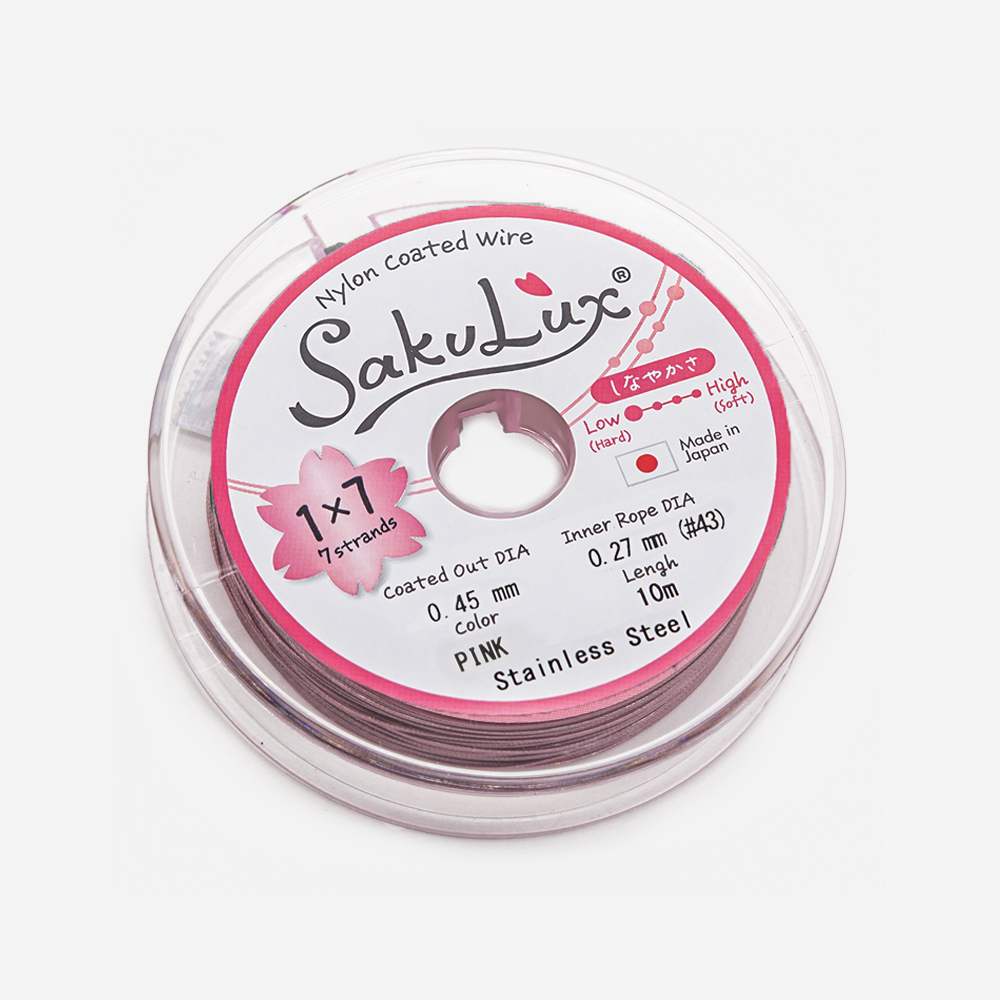 Nylon Coated Wire
SakuLux®
しなやかさ
Low High
(Hard) (Soft)
Made in
Japan
1×7
7 strands
Coated Out DIA
0.45 mm
Color
PINK
Inner Rope DIA
0.27 mm (#43)
Lengh
10m
Stainless Steel